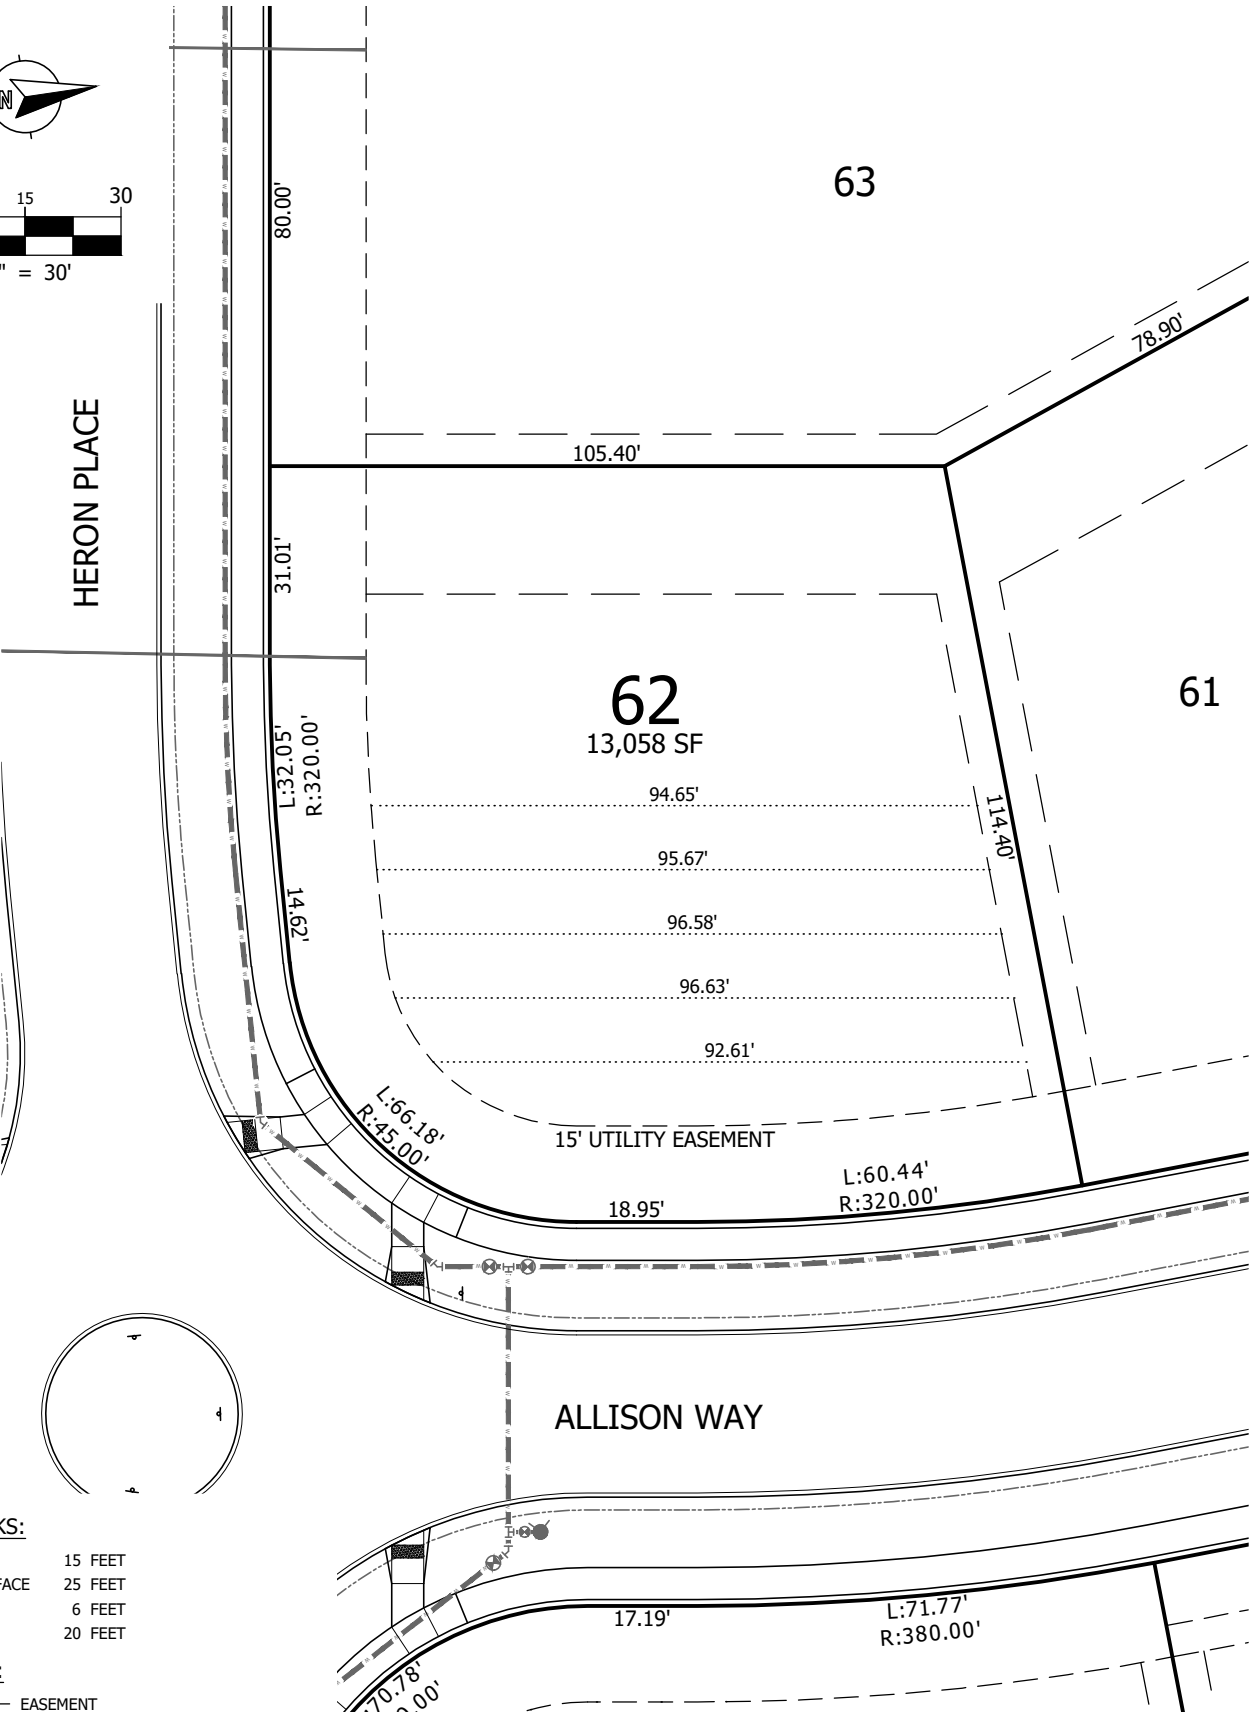 N
15
30
" = 30'
HERON PLACE
80.00'
63
78.90'
105.40'
31.01'
62
13,058 SF
61
L:32.05'
R:320.00'
94.65'
95.67'
96.58'
96.63'
92.61'
114.40'
14.62'
L:66.18'
R:45.00'
15' UTILITY EASEMENT
18.95'
L:60.44'
R:320.00'
ALLISON WAY
KS:
15 FEET
FACE 25 FEET
6 FEET
20 FEET
EASEMENT
17.19'
L:71.77'
R:380.00'
70.78'
0.00'